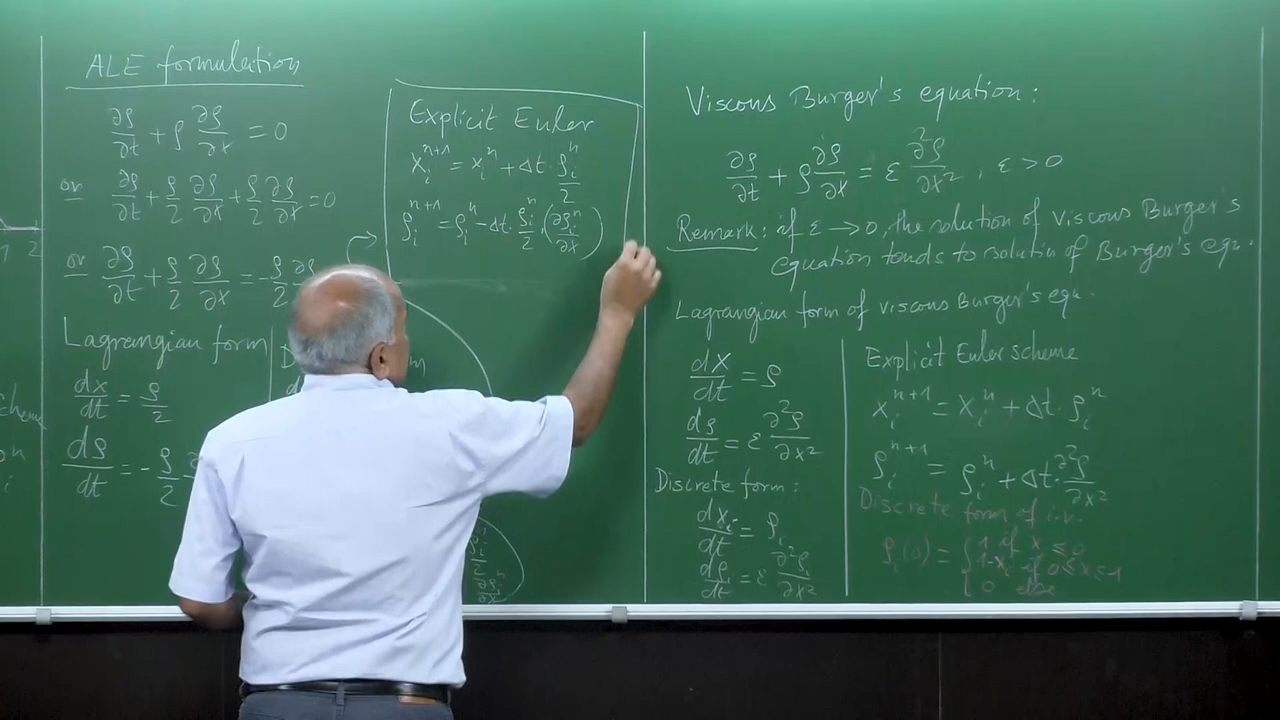 ALE formulation
∂ρ/∂t + ρ ∂ρ/∂x = 0
or ∂ρ/∂t + ρ/2 ∂ρ/∂x + ρ/2 ∂ρ/∂x = 0
or ∂ρ/∂t + ρ/2 ∂ρ/∂x = -ρ/2 ∂ρ
Lagrangian form
dx/dt = ρ/2
dρ/dt = -ρ/2
Explicit Euler
x_i^{n+1} = x_i^n + Δt · ρ_i^n/2
ρ_i^{n+1} = ρ_i^n - Δt · ρ_i^n/2 · (∂ρ_i^n/∂x)
Viscous Burger's equation:
∂ρ/∂t + ρ ∂ρ/∂x = ε ∂²ρ/∂x², ε > 0
Remark: if ε → 0, the solution of Viscous Burger's
equation tends to solution of Burger's equ.
Lagrangian form of viscous Burger's equ.
dx/dt = ρ
dρ/dt = ε ∂²ρ/∂x²
Discrete form:
dx_i/dt = ρ_i
dρ_i/dt = ε ∂²ρ_i/∂x²
Explicit Euler scheme
x_i^{n+1} = x_i^n + Δt · ρ_i^n
ρ_i^{n+1} = ρ_i^n + Δt · ∂²ρ/∂x²
Discrete form of i.v.
ρ_i(0) = { 1 if x ≤ 0
1-x_i if 0 ≤ x ≤ 1
0 else
2